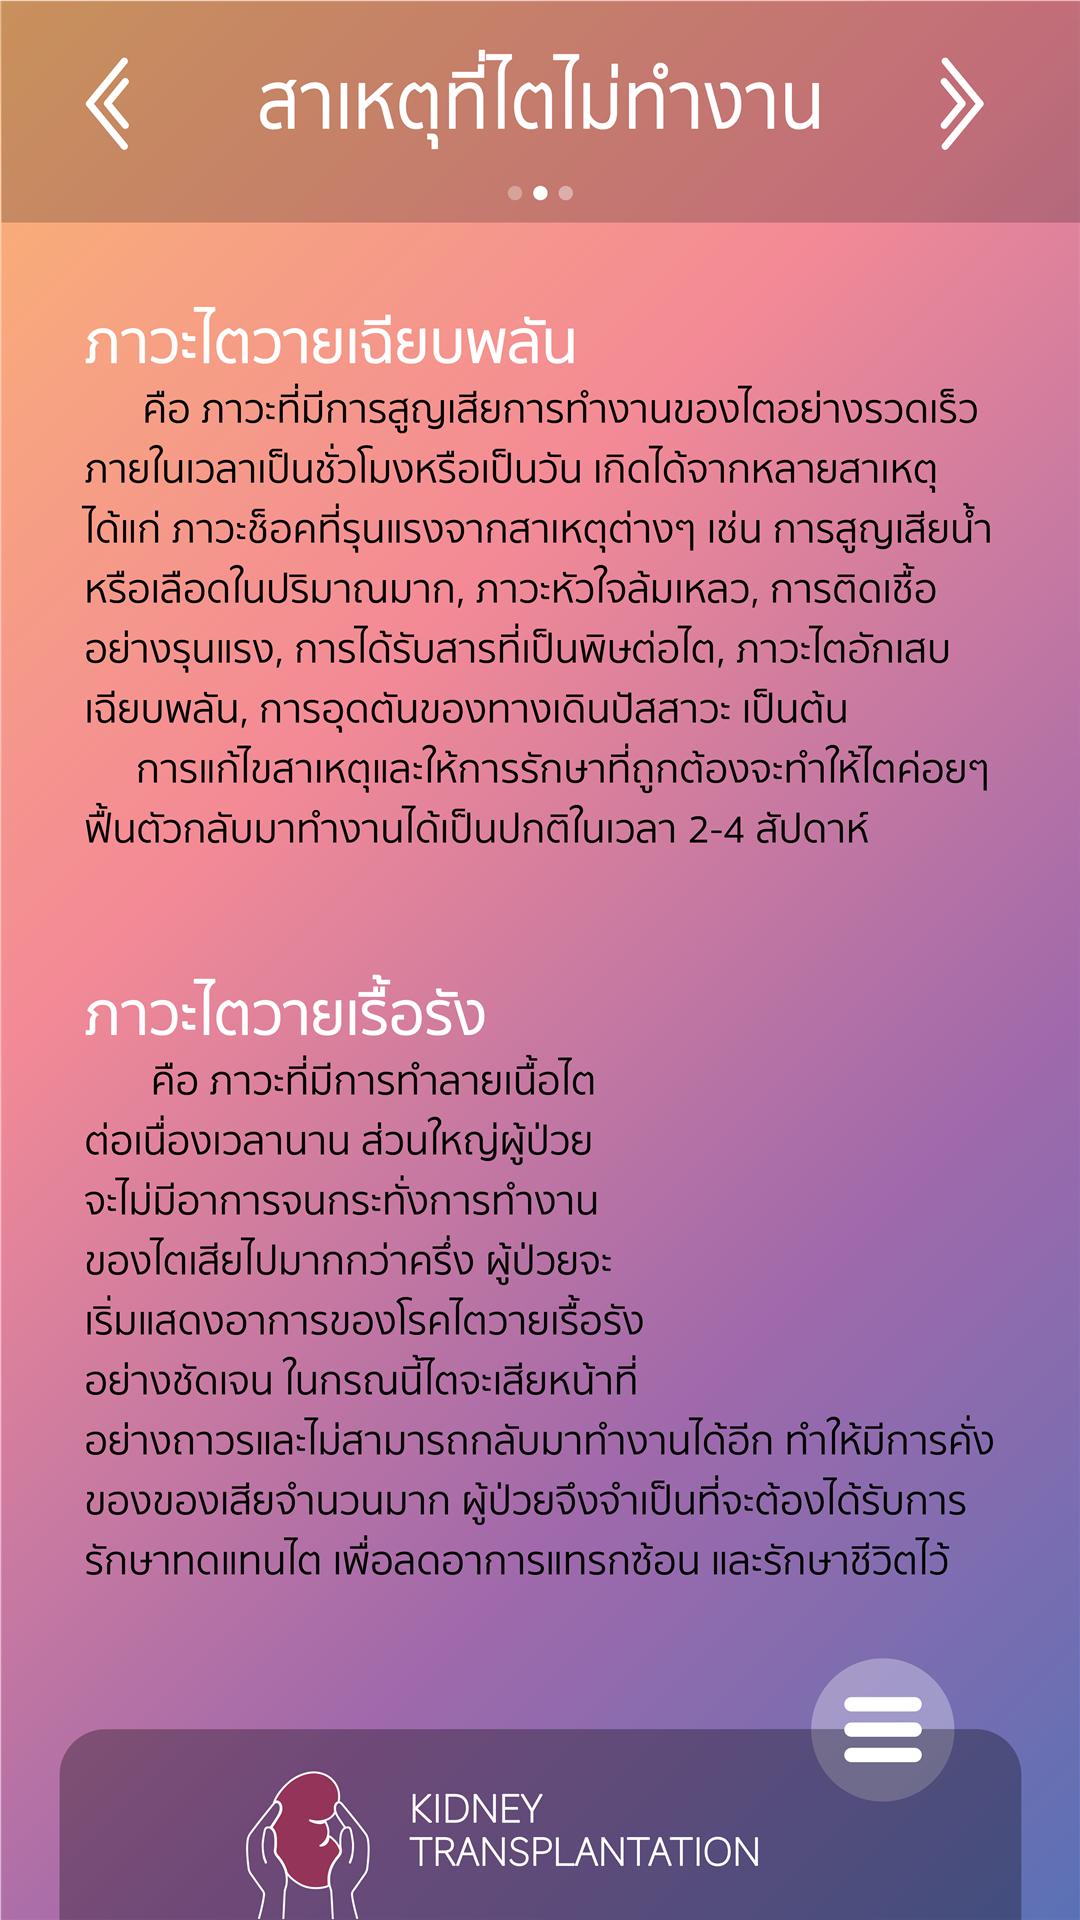 สาเหตุที่ไตไม่ทำงาน
ภาวะไตวายเฉียบพลัน
คือ ภาวะที่มีการสูญเสียการทำงานของไตอย่างรวดเร็ว
ภายในเวลาเป็นชั่วโมงหรือเป็นวัน เกิดได้จากหลายสาเหตุ
ได้แก่ ภาวะช็อคที่รุนแรงจากสาเหตุต่างๆ เช่น การสูญเสียน้ำ
หรือเลือดในปริมาณมาก, ภาวะหัวใจล้มเหลว, การติดเชื้อ
อย่างรุนแรง, การได้รับสารที่เป็นพิษต่อไต, ภาวะไตอักเสบ
เฉียบพลัน, การอุดตันของทางเดินปัสสาวะ เป็นต้น
การแก้ไขสาเหตุและให้การรักษาที่ถูกต้องจะทำให้ไตค่อยๆ
ฟื้นตัวกลับมาทำงานได้เป็นปกติในเวลา 2-4 สัปดาห์
ภาวะไตวายเรื้อรัง
คือ ภาวะที่มีการทำลายเนื้อไต
ต่อเนื่องเวลานาน ส่วนใหญ่ผู้ป่วย
จะไม่มีอาการจนกระทั่งการทำงาน
ของไตเสียไปมากกว่าครึ่ง ผู้ป่วยจะ
เริ่มแสดงอาการของโรคไตวายเรื้อรัง
อย่างชัดเจน ในกรณนี้ไตจะเสียหน้าที่
อย่างถาวรและไม่สามารถกลับมาทำงานได้อีก ทำให้มีการคั่ง
ของของเสียจำนวนมาก ผู้ป่วยจึงจำเป็นที่จะต้องได้รับการ
รักษาทดแทนไต เพื่อลดอาการแทรกซ้อน และรักษาชีวิตไว้
KIDNEY
TRANSPLANTATION